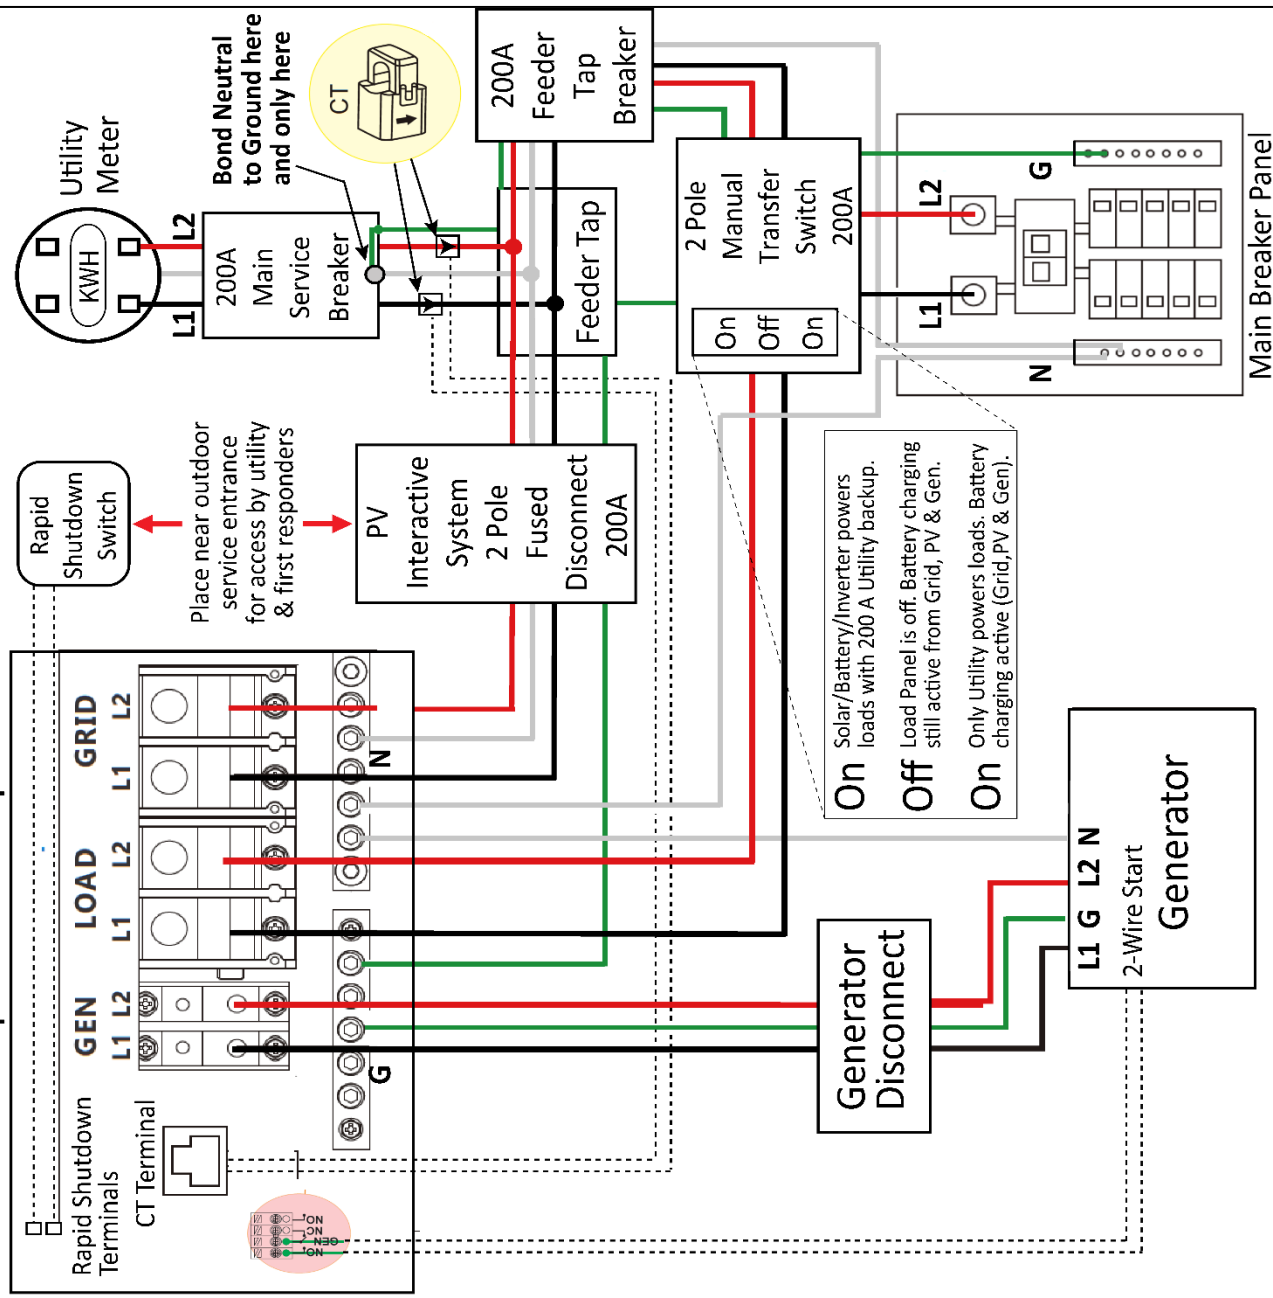 Utility
Meter
KWH
L1
L2
200A
Main
Service
Breaker
Bond Neutral
to Ground here
and only here
CT
200A
Feeder
Tap
Breaker
Feeder Tap
2 Pole
Manual
Transfer
Switch
200A
On
Off
On
L1
L2
N
G
Main Breaker Panel
Rapid
Shutdown
Switch
Place near outdoor
service entrance
for access by utility
& first responders
PV
Interactive
System
2 Pole
Fused
Disconnect
200A
On Solar/Battery/Inverter powers
loads with 200 A Utility backup.
Off Load Panel is off. Battery charging
still active from Grid, PV & Gen.
On Only Utility powers loads. Battery
charging active (Grid,PV & Gen).
GEN
LOAD
GRID
L1
L2
L1
L2
L1
L2
N
G
Rapid Shutdown
Terminals
CT Terminal
NO
NC
GEN
NO
Generator
Disconnect
L1 G L2 N
2-Wire Start
Generator